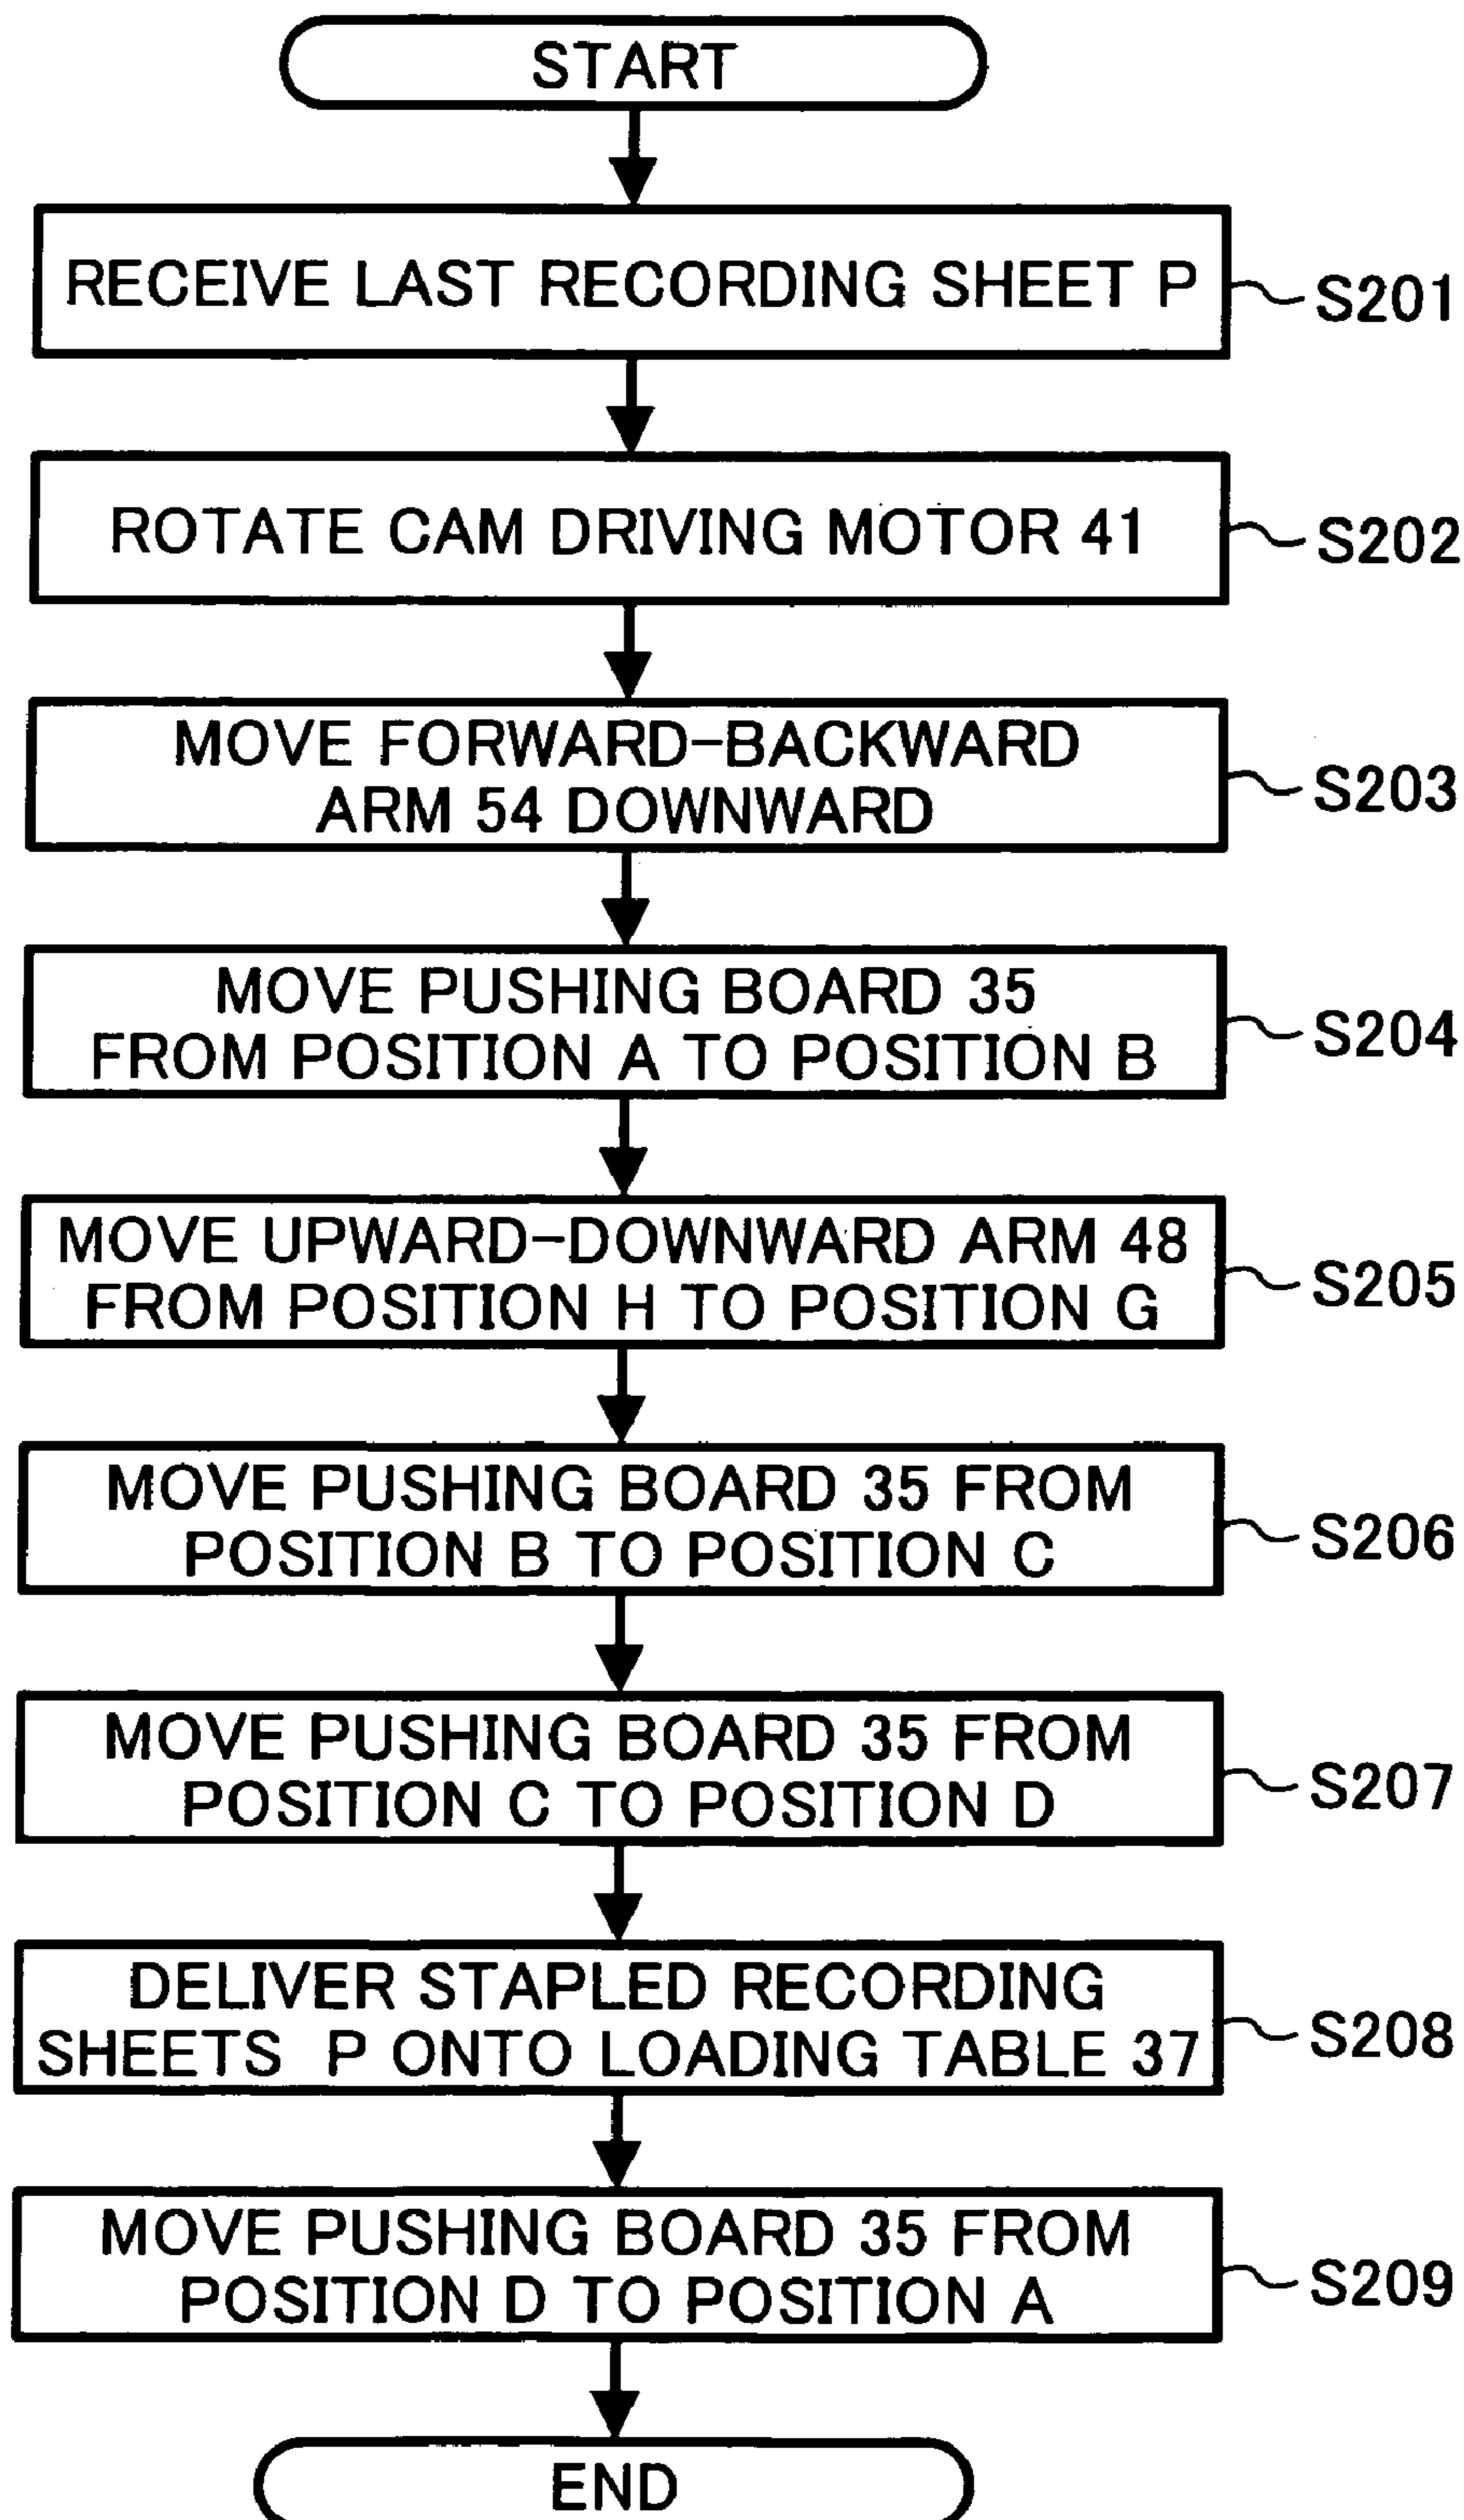 START
RECEIVE LAST RECORDING SHEET P
S201
ROTATE CAM DRIVING MOTOR 41
S202
MOVE FORWARD-BACKWARD
ARM 54 DOWNWARD
S203
MOVE PUSHING BOARD 35
FROM POSITION A TO POSITION B
S204
MOVE UPWARD-DOWNWARD ARM 48
FROM POSITION H TO POSITION G
S205
MOVE PUSHING BOARD 35 FROM
POSITION B TO POSITION C
S206
MOVE PUSHING BOARD 35 FROM
POSITION C TO POSITION D
S207
DELIVER STAPLED RECORDING
SHEETS P ONTO LOADING TABLE 37
S208
MOVE PUSHING BOARD 35 FROM
POSITION D TO POSITION A
S209
END